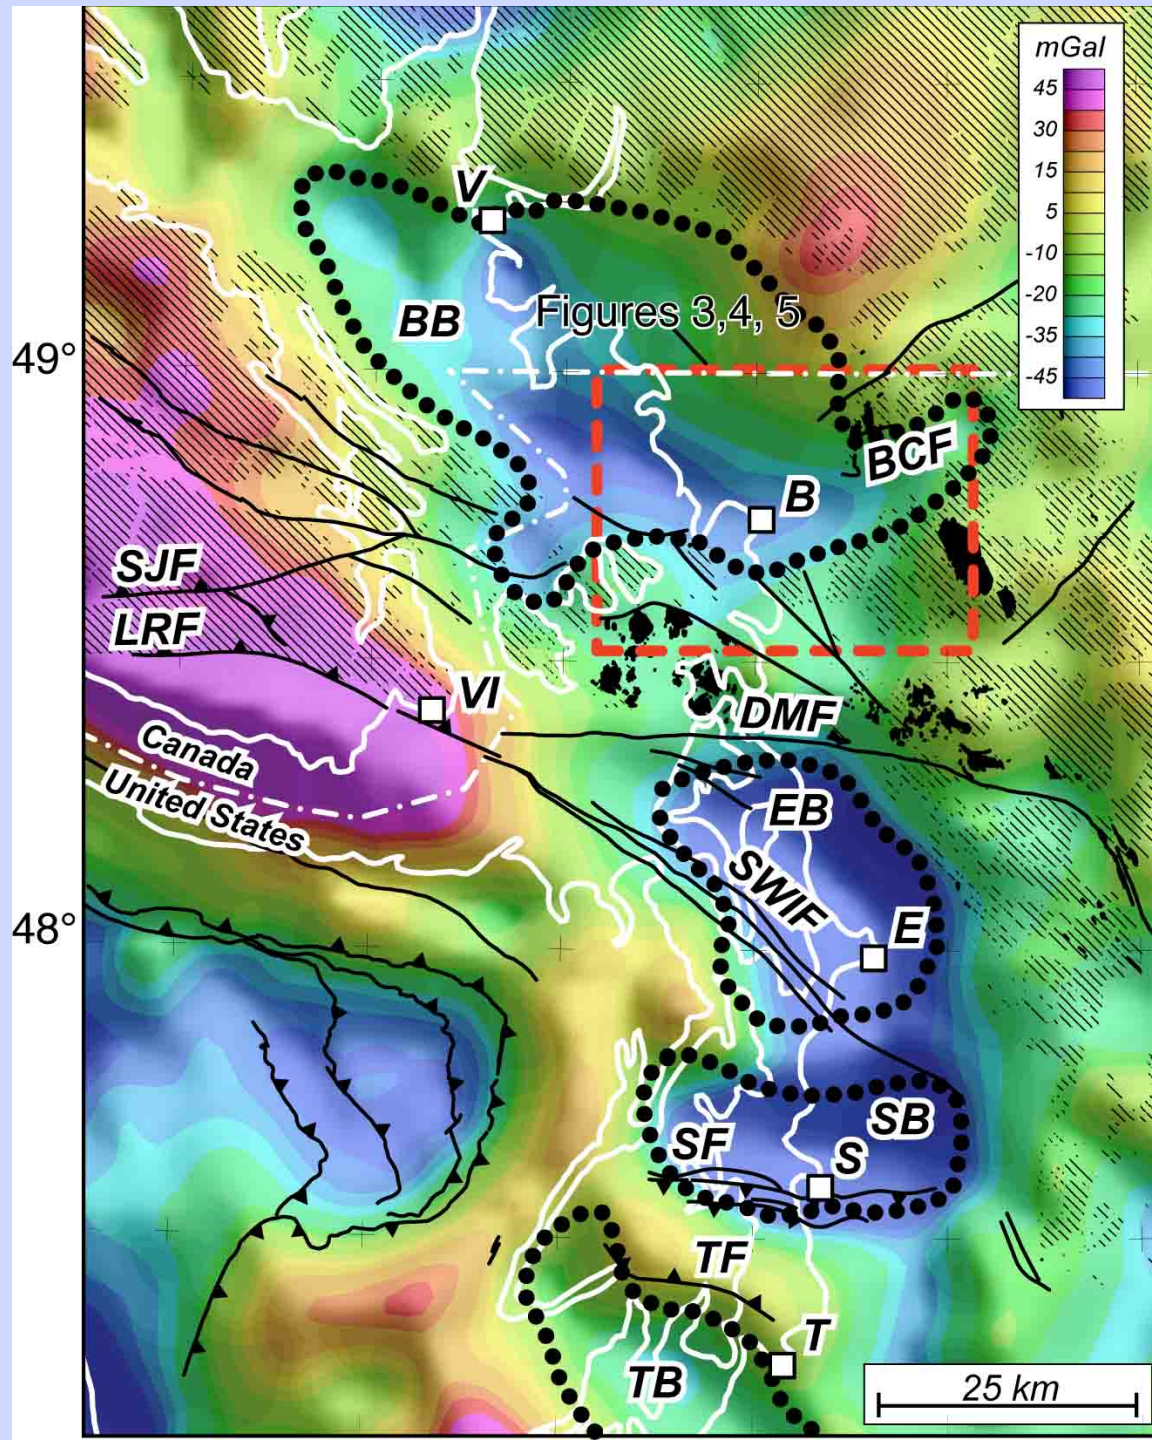 mGal
45
30
15
5
-10
-20
-35
-45
V
BB
Figures 3,4, 5
49°
BCF
B
SJF
LRF
VI
DMF
Canada
United States
EB
SWIF
48°
E
SB
SF
S
TF
T
TB
25 km